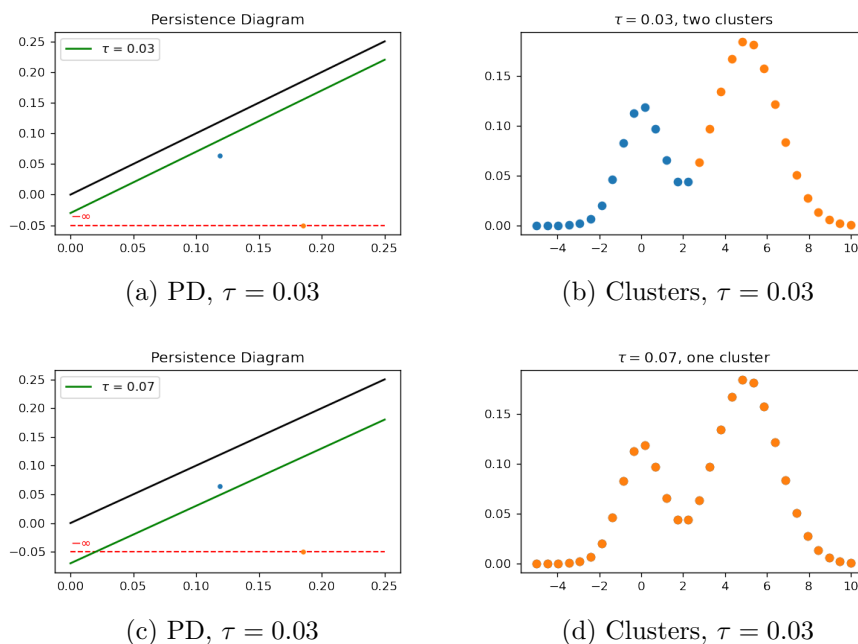 Persistence Diagram
τ = 0.03
0.25
0.20
0.15
0.10
0.05
0.00
−0.05
−∞
0.00 0.05 0.10 0.15 0.20 0.25
(a) PD, τ = 0.03
τ = 0.03, two clusters
0.15
0.10
0.05
0.00
−4 −2 0 2 4 6 8 10
(b) Clusters, τ = 0.03
Persistence Diagram
τ = 0.07
0.25
0.20
0.15
0.10
0.05
0.00
−0.05
−∞
0.00 0.05 0.10 0.15 0.20 0.25
(c) PD, τ = 0.03
τ = 0.07, one cluster
0.15
0.10
0.05
0.00
−4 −2 0 2 4 6 8 10
(d) Clusters, τ = 0.03